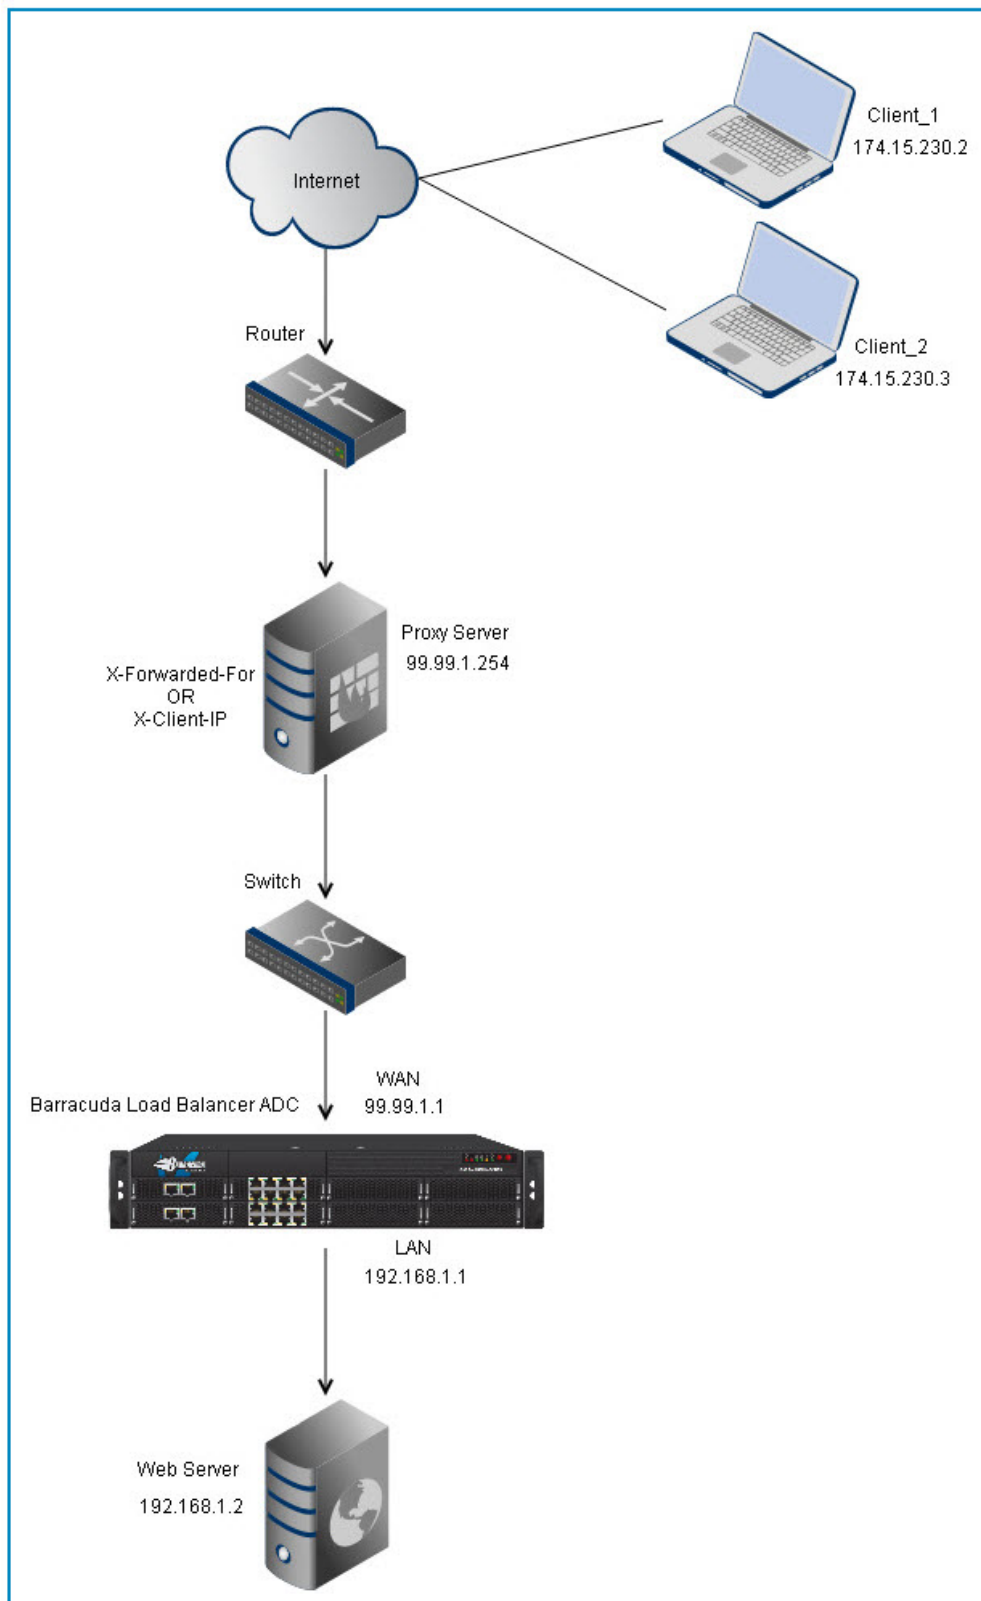 Client_1
174.15.230.2
Internet
Client_2
174.15.230.3
Router
Proxy Server
99.99.1.254
X-Forwarded-For
OR
X-Client-IP
Switch
WAN
99.99.1.1
Barracuda Load Balancer ADC
LAN
192.168.1.1
Web Server
192.168.1.2